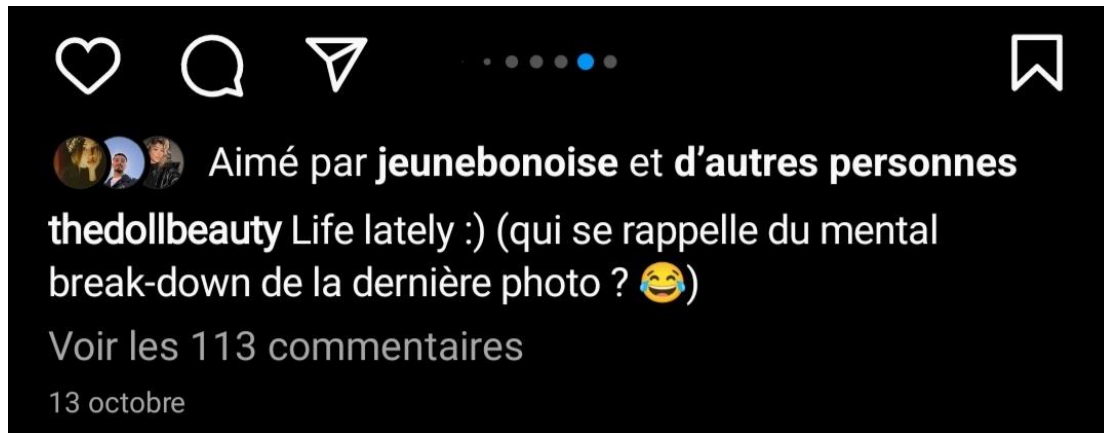 Aimé par jeunebonoise et d'autres personnes
thedollbeauty Life lately :) (qui se rappelle du mental
break-down de la dernière photo ? 😂)
Voir les 113 commentaires
13 octobre